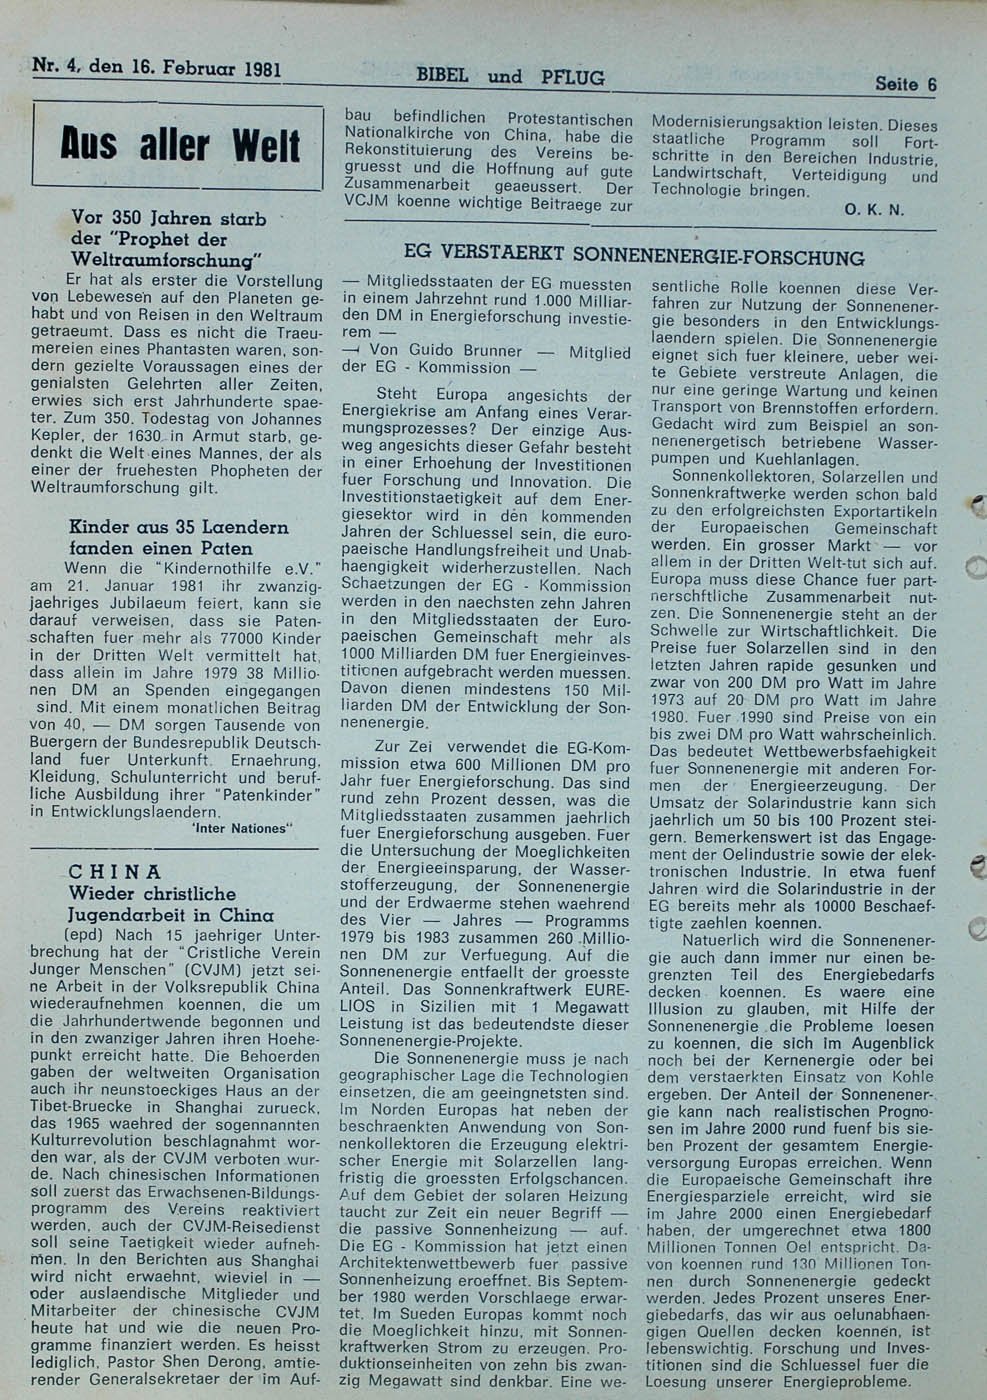 Nr. 4, den 16. Februar 1981
BIBEL und PFLUG
Seite 6
Aus aller Welt
Vor 350 Jahren starb
der "Prophet der
Weltraumforschung"
Er hat als erster die Vorstellung
von Lebewesen auf den Planeten ge-
habt und von Reisen in den Weltraum
getraeumt. Dass es nicht die Traeu-
mereien eines Phantasten waren, son-
dern gezielte Voraussagen eines der
genialsten Gelehrten aller Zeiten,
erwies sich erst Jahrhunderte spae-
ter. Zum 350. Todestag von Johannes
Kepler, der 1630 in Armut starb, ge-
denkt die Welt eines Mannes, der als
einer der fruehesten Phopheten der
Weltraumforschung gilt.
Kinder aus 35 Laendern
fanden einen Paten
Wenn die "Kindernothilfe e.V."
am 21. Januar 1981 ihr zwanzig-
jaehriges Jubilaeum feiert, kann sie
darauf verweisen, dass sie Paten-
schaften fuer mehr als 77000 Kinder
in der Dritten Welt vermittelt hat,
dass allein im Jahre 1979 38 Millio-
nen DM an Spenden eingegangen
sind. Mit einem monatlichen Beitrag
von 40, — DM sorgen Tausende von
Buergern der Bundesrepublik Deutsch-
land fuer Unterkunft. Ernaehrung,
Kleidung, Schulunterricht und beruf-
liche Ausbildung ihrer "Patenkinder"
in Entwicklungslaendern.
'Inter Nationes"
CHINA
Wieder christliche
Jugendarbeit in China
(epd) Nach 15 jaehriger Unter-
brechung hat der "Cristliche Verein
Junger Menschen" (CVJM) jetzt sei-
ne Arbeit in der Volksrepublik China
wiederaufnehmen koennen, die um
die Jahrhundertwende begonnen und
in den zwanziger Jahren ihren Hoehe-
punkt erreicht hatte. Die Behoerden
gaben der weltweiten Organisation
auch ihr neunstoeckiges Haus an der
Tibet-Bruecke in Shanghai zurueck,
das 1965 waehred der sogennannten
Kulturrevolution beschlagnahmt wor-
den war, als der CVJM verboten wur-
de. Nach chinesischen Informationen
soll zuerst das Erwachsenen-Bildungs-
programm des Vereins reaktiviert
werden, auch der CVJM-Reisedienst
soll seine Taetigkeit wieder aufneh-
men. In den Berichten aus Shanghai
wird nicht erwaehnt, wieviel in —
oder auslaendische Mitglieder und
Mitarbeiter der chinesische CVJM
heute hat und wie die neuen Pro-
gramme finanziert werden. Es heisst
lediglich, Pastor Shen Derong, amtie-
render Generalsekretaer der im Auf-
bau befindlichen Protestantischen
Nationalkirche von China, habe die
Rekonstituierung des Vereins be-
gruesst und die Hoffnung auf gute
Zusammenarbeit geaeussert. Der
VCJM koenne wichtige Beitraege zur
Modernisierungsaktion leisten. Dieses
staatliche Programm soll Fort-
schritte in den Bereichen Industrie,
Landwirtschaft, Verteidigung und
Technologie bringen.
O. K. N.
EG VERSTAERKT SONNENENERGIE-FORSCHUNG
— Mitgliedsstaaten der EG muessten
in einem Jahrzehnt rund 1.000 Milliar-
den DM in Energieforschung investie-
rem —
— Von Guido Brunner — Mitglied
der EG - Kommission —
Steht Europa angesichts der
Energiekrise am Anfang eines Verar-
mungsprozesses? Der einzige Aus-
weg angesichts dieser Gefahr besteht
in einer Erhoehung der Investitionen
fuer Forschung und Innovation. Die
Investitionstaetigkeit auf dem Ener-
giesektor wird in den kommenden
Jahren der Schluessel sein, die euro-
paeische Handlungsfreiheit und Unab-
haengigkeit widerherzustellen. Nach
Schaetzungen der EG - Kommission
werden in den naechsten zehn Jahren
in den Mitgliedsstaaten der Euro-
paeischen Gemeinschaft mehr als
1000 Milliarden DM fuer Energieinves-
titionen aufgebracht werden muessen.
Davon dienen mindestens 150 Mil-
liarden DM der Entwicklung der Son-
nenenergie.
Zur Zei verwendet die EG-Kom-
mission etwa 600 Millionen DM pro
Jahr fuer Energieforschung. Das sind
rund zehn Prozent dessen, was die
Mitgliedsstaaten zusammen jaehrlich
fuer Energieforschung ausgeben. Fuer
die Untersuchung der Moeglichkeiten
der Energieeinsparung, der Wasser-
stofferzeugung, der Sonnenenergie
und der Erdwaerme stehen waehrend
des Vier — Jahres — Programms
1979 bis 1983 zusammen 260 Millio-
nen DM zur Verfuegung. Auf die
Sonnenenergie entfaellt der groesste
Anteil. Das Sonnenkraftwerk EURE-
LIOS in Sizilien mit 1 Megawatt
Leistung ist das bedeutendste dieser
Sonnenenergie-Projekte.
Die Sonnenenergie muss je nach
geographischer Lage die Technologien
einsetzen, die am geeingnetsten sind.
Im Norden Europas hat neben der
beschraenkten Anwendung von Son-
nenkollektoren die Erzeugung elektri-
scher Energie mit Solarzellen lang-
fristig die groessten Erfolgschancen.
Auf dem Gebiet der solaren Heizung
taucht zur Zeit ein neuer Begriff —
die passive Sonnenheizung — auf.
Die EG - Kommission hat jetzt einen
Architektenwettbewerb fuer passive
Sonnenheizung eroeffnet. Bis Septem-
ber 1980 werden Vorschlaege erwar-
tet. Im Sueden Europas kommt noch
die Moeglichkeit hinzu, mit Sonnen-
kraftwerken Strom zu erzeugen. Pro-
duktionseinheiten von zehn bis zwan-
zig Megawatt sind denkbar. Eine we-
sentliche Rolle koennen diese Ver-
fahren zur Nutzung der Sonnenener-
gie besonders in den Entwicklungs-
laendern spielen. Die Sonnenenergie
eignet sich fuer kleinere, ueber wei-
te Gebiete verstreute Anlagen, die
nur eine geringe Wartung und keinen
Transport von Brennstoffen erfordern.
Gedacht wird zum Beispiel an son-
nenenergetisch betriebene Wasser-
pumpen und Kuehlanlagen.
Sonnenkollektoren, Solarzellen und
Sonnenkraftwerke werden schon bald
zu den erfolgreichsten Exportartikeln
der Europaeischen Gemeinschaft
werden. Ein grosser Markt — vor
allem in der Dritten Welt-tut sich auf.
Europa muss diese Chance fuer part-
nerschftliche Zusammenarbeit nut-
zen. Die Sonnenenergie steht an der
Schwelle zur Wirtschaftlichkeit. Die
Preise fuer Solarzellen sind in den
letzten Jahren rapide gesunken und
zwar von 200 DM pro Watt im Jahre
1973 auf 20 DM pro Watt im Jahre
1980. Fuer 1990 sind Preise von ein
bis zwei DM pro Watt wahrscheinlich.
Das bedeutet Wettbewerbsfaehigkeit
fuer Sonnenenergie mit anderen For-
men der Energieerzeugung. Der
Umsatz der Solarindustrie kann sich
jaehrlich um 50 bis 100 Prozent stei-
gern. Bemerkenswert ist das Engage-
ment der Oelindustrie sowie der elek-
tronischen Industrie. In etwa fuenf
Jahren wird die Solarindustrie in der
EG bereits mehr als 10000 Beschaef-
tigte zaehlen koennen.
Natuerlich wird die Sonnenener-
gie auch dann immer nur einen be-
grenzten Teil des Energiebedarfs
decken koennen. Es waere eine
Illusion zu glauben, mit Hilfe der
Sonnenenergie die Probleme loesen
zu koennen, die sich im Augenblick
noch bei der Kernenergie oder bei
dem verstaerkten Einsatz von Kohle
ergeben. Der Anteil der Sonnenener-
gie kann nach realistischen Progno-
sen im Jahre 2000 rund fuenf bis sie-
ben Prozent der gesamtem Energie-
versorgung Europas erreichen. Wenn
die Europaeische Gemeinschaft ihre
Energiesparziele erreicht, wird sie
im Jahre 2000 einen Energiebedarf
haben, der umgerechnet etwa 1800
Millionen Tonnen Oel entspricht. Da-
von koennen rund 130 Millionen Ton-
nen durch Sonnenenergie gedeckt
werden. Jedes Prozent unseres Ener-
giebedarfs, das wir aus oelunabhaen-
gigen Quellen decken koennen, ist
lebenswichtig. Forschung und Inves-
titionen sind die Schluessel fuer die
Loesung unserer Energieprobleme.